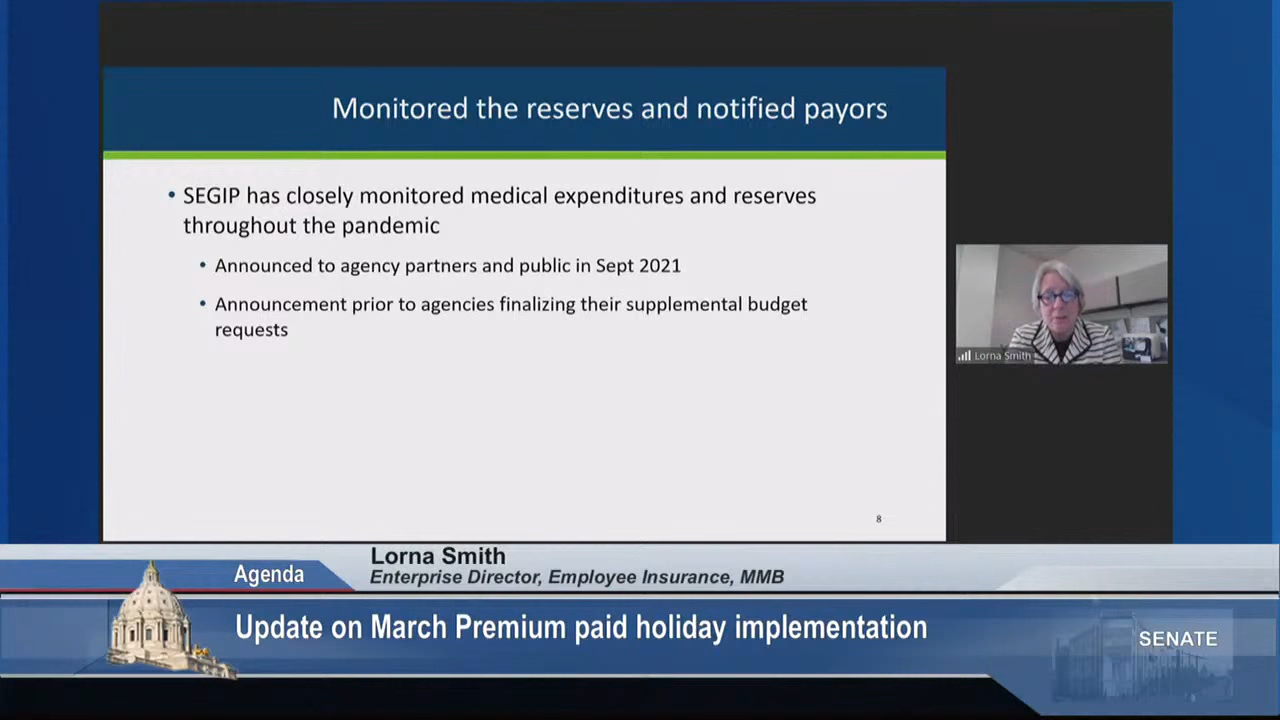 Monitored the reserves and notified payors
• SEGIP has closely monitored medical expenditures and reserves
throughout the pandemic
• Announced to agency partners and public in Sept 2021
• Announcement prior to agencies finalizing their supplemental budget
requests
8
Lorna Smith
Lorna Smith
Enterprise Director, Employee Insurance, MMB
Agenda
Update on March Premium paid holiday implementation
SENATE